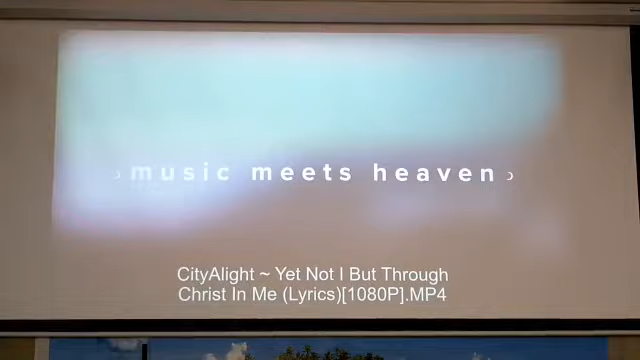 music meets heaven
CityAlight ~ Yet Not I But Through
Christ In Me (Lyrics)[1080P].MP4